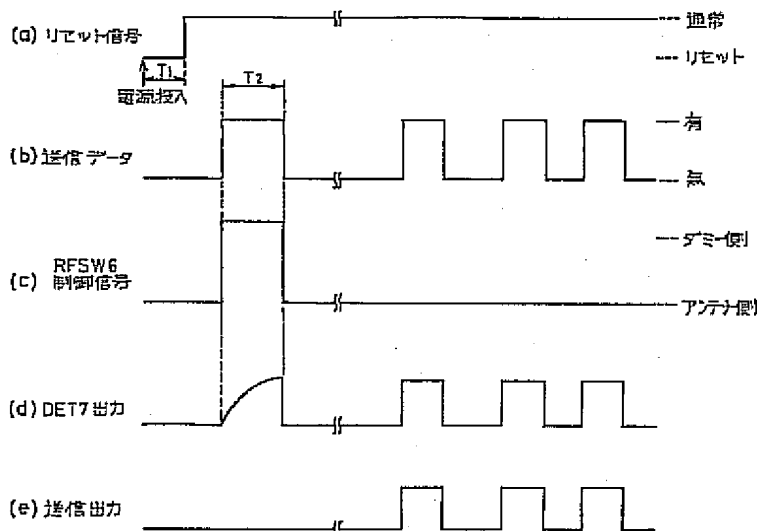 (a) リセット信号
通常
リセット
T1
電源投入
T2
(b) 送信データ
有
無
(c) RFSW6
制御信号
ダミー側
アンテナ側
(d) DET7出力
(e) 送信出力